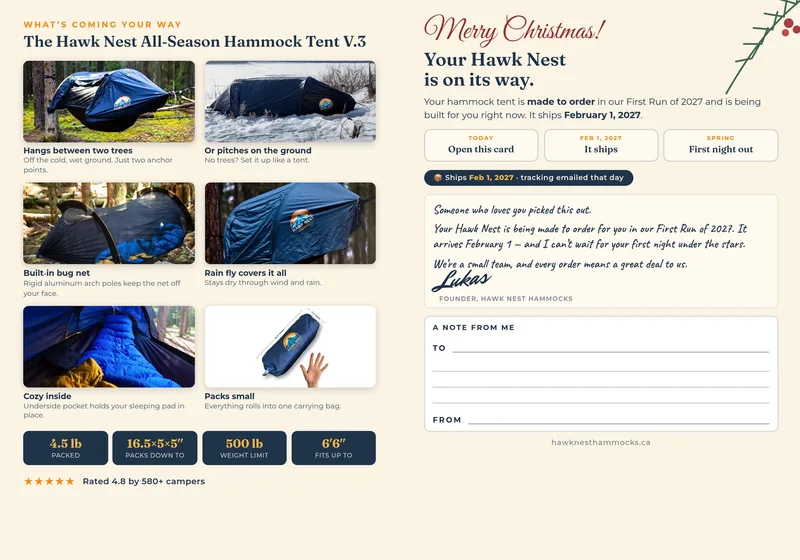 WHAT'S COMING YOUR WAY
The Hawk Nest All-Season Hammock Tent V.3
Hangs between two trees
Off the cold, wet ground. Just two anchor
points.
Or pitches on the ground
No trees? Set it up like a tent.
Built-in bug net
Rigid aluminum arch poles keep the net off
your face.
Rain fly covers it all
Stays dry through wind and rain.
Cozy inside
Underside pocket holds your sleeping pad in
place.
Packs small
Everything rolls into one carrying bag.
4.5 lb
PACKED
16.5×5×5″
PACKS DOWN TO
500 lb
WEIGHT LIMIT
6′6″
FITS UP TO
★★★★★ Rated 4.8 by 580+ campers
Merry Christmas!
Your Hawk Nest
is on its way.
Your hammock tent is made to order in our First Run of 2027 and is being
built for you right now. It ships February 1, 2027.
TODAY
Open this card
FEB 1, 2027
It ships
SPRING
First night out
📦 Ships Feb 1, 2027 · tracking emailed that day
Someone who loves you picked this out.
Your Hawk Nest is being made to order for you in our First Run of 2027. It
arrives February 1 – and I can't wait for your first night under the stars.
We're a small team, and every order means a great deal to us.
Lukas
FOUNDER, HAWK NEST HAMMOCKS
A NOTE FROM ME
TO
FROM
hawknesthammocks.ca